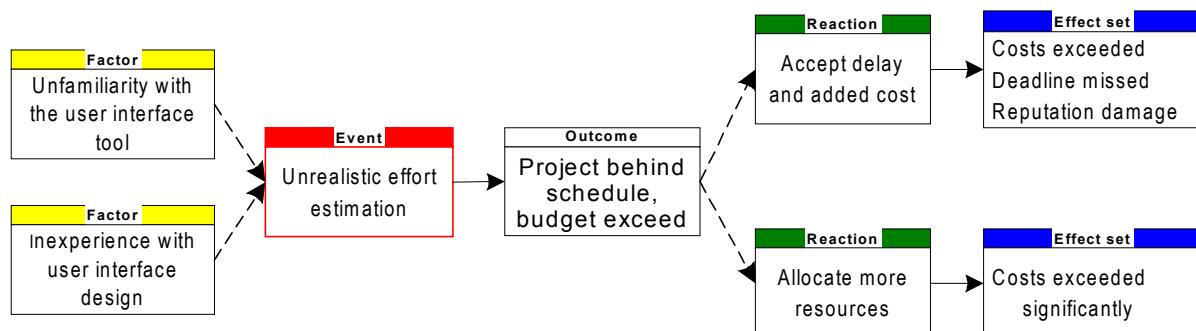 Factor
Unfamiliarity with
the user interface
tool
Factor
Inexperience with
user interface
design
Event
Unrealistic effort
estimation
Outcome
Project behind
schedule,
budget exceed
Reaction
Accept delay
and added cost
Effect set
Costs exceeded
Deadline missed
Reputation damage
Reaction
Allocate more
resources
Effect set
Costs exceeded
significantly